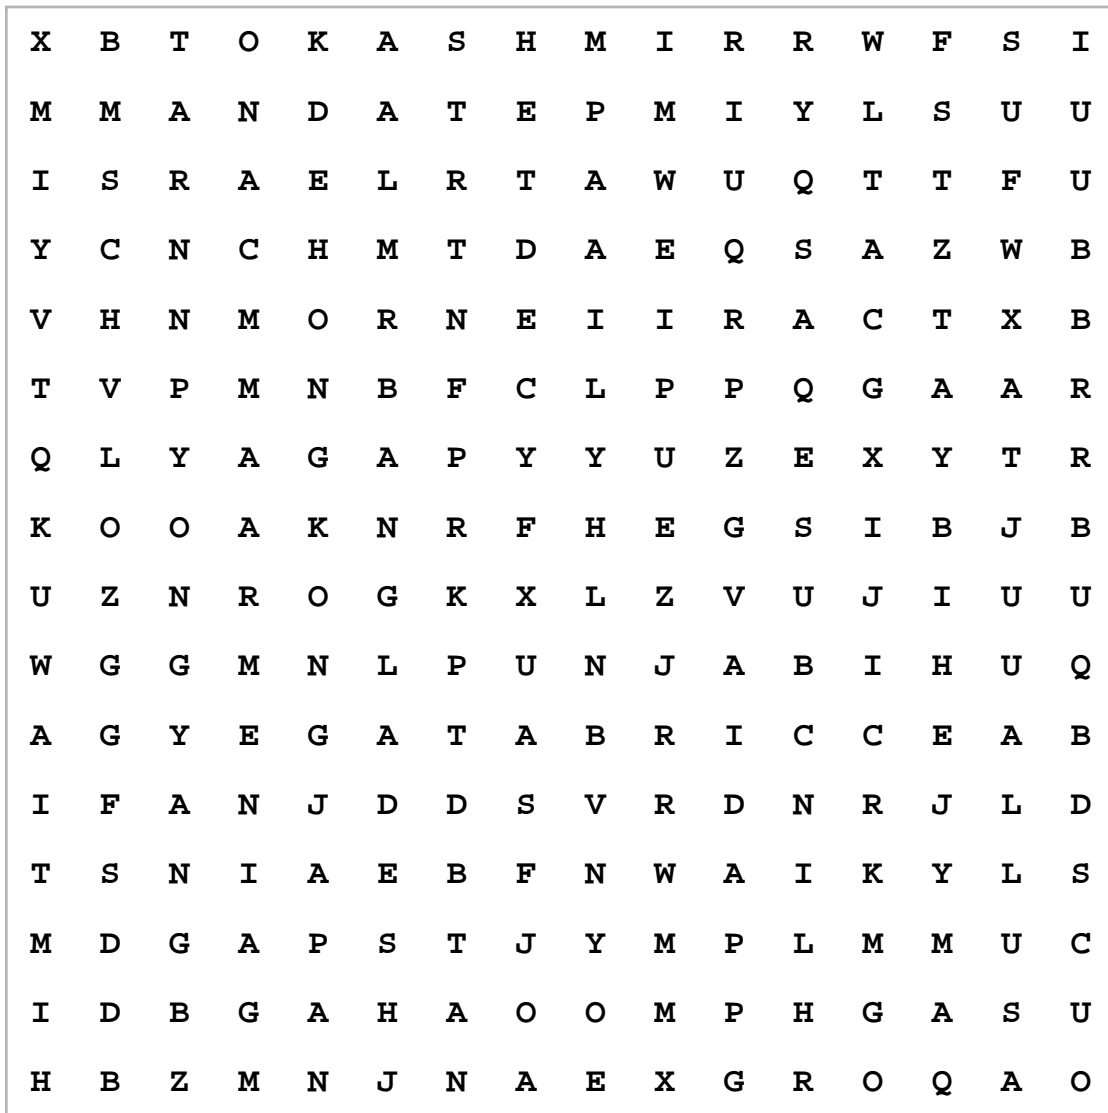 X B T O K A S H M I R R W F S I
M M A N D A T E P M I Y L S U U
I S R A E L R T A W U Q T T F U
Y C N C H M T D A E Q S A Z W B
V H N M O R N E I I R A C T X B
T V P M N B F C L P P Q G A A R
Q L Y A G A P Y Y U Z E X Y T R
K O O A K N R F H E G S I B J B
U Z N R O G K X L Z V U J I U U
W G G M N L P U N J A B I H U Q
A G Y E G A T A B R I C C E A B
I F A N J D D S V R D N R J L D
T S N I A E B F N W A I K Y L S
M D G A P S T J Y M P L M M U C
I D B G A H A O O M P H G A S U
H B Z M N J N A E X G R O Q A O